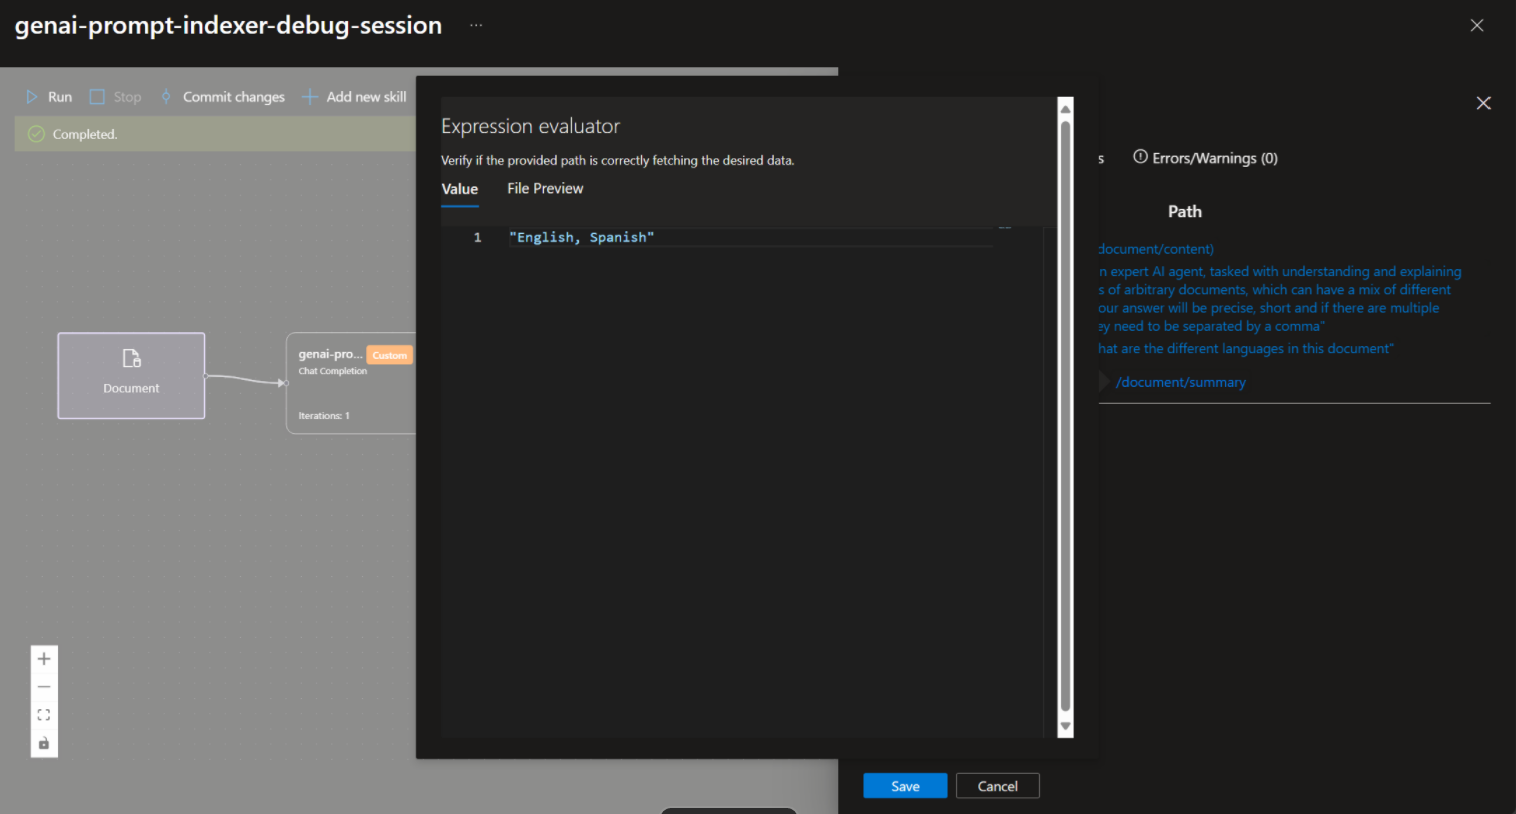 genai-prompt-indexer-debug-session ...
Run Stop Commit changes Add new skill
Completed.
Document
genai-pro... Custom
Chat Completion
Iterations: 1
Expression evaluator
Verify if the provided path is correctly fetching the desired data.
Value File Preview
1 "English, Spanish"
s Errors/Warnings (0)
Path
document/content)
n expert AI agent, tasked with understanding and explaining
s of arbitrary documents, which can have a mix of different
our answer will be precise, short and if there are multiple
ey need to be separated by a comma"
hat are the different languages in this document"
/document/summary
Save Cancel